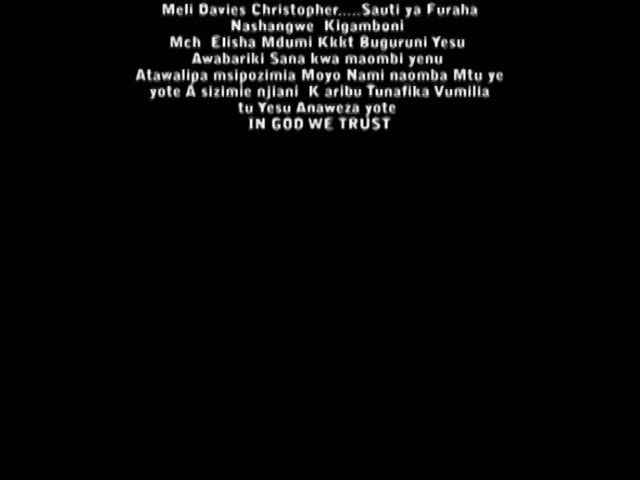 Meli Davies Christopher.....Sauti ya Furaha
Nashangwe Kigamboni
Mch Elisha Mdumi Kkkt Buguruni Yesu
Awabariki Sana kwa maombi yenu
Atawalipa msipozimia Moyo Nami naomba Mtu ye
yote A sizimie njiani K aribu Tunafika Vumilia
tu Yesu Anaweza yote
IN GOD WE TRUST